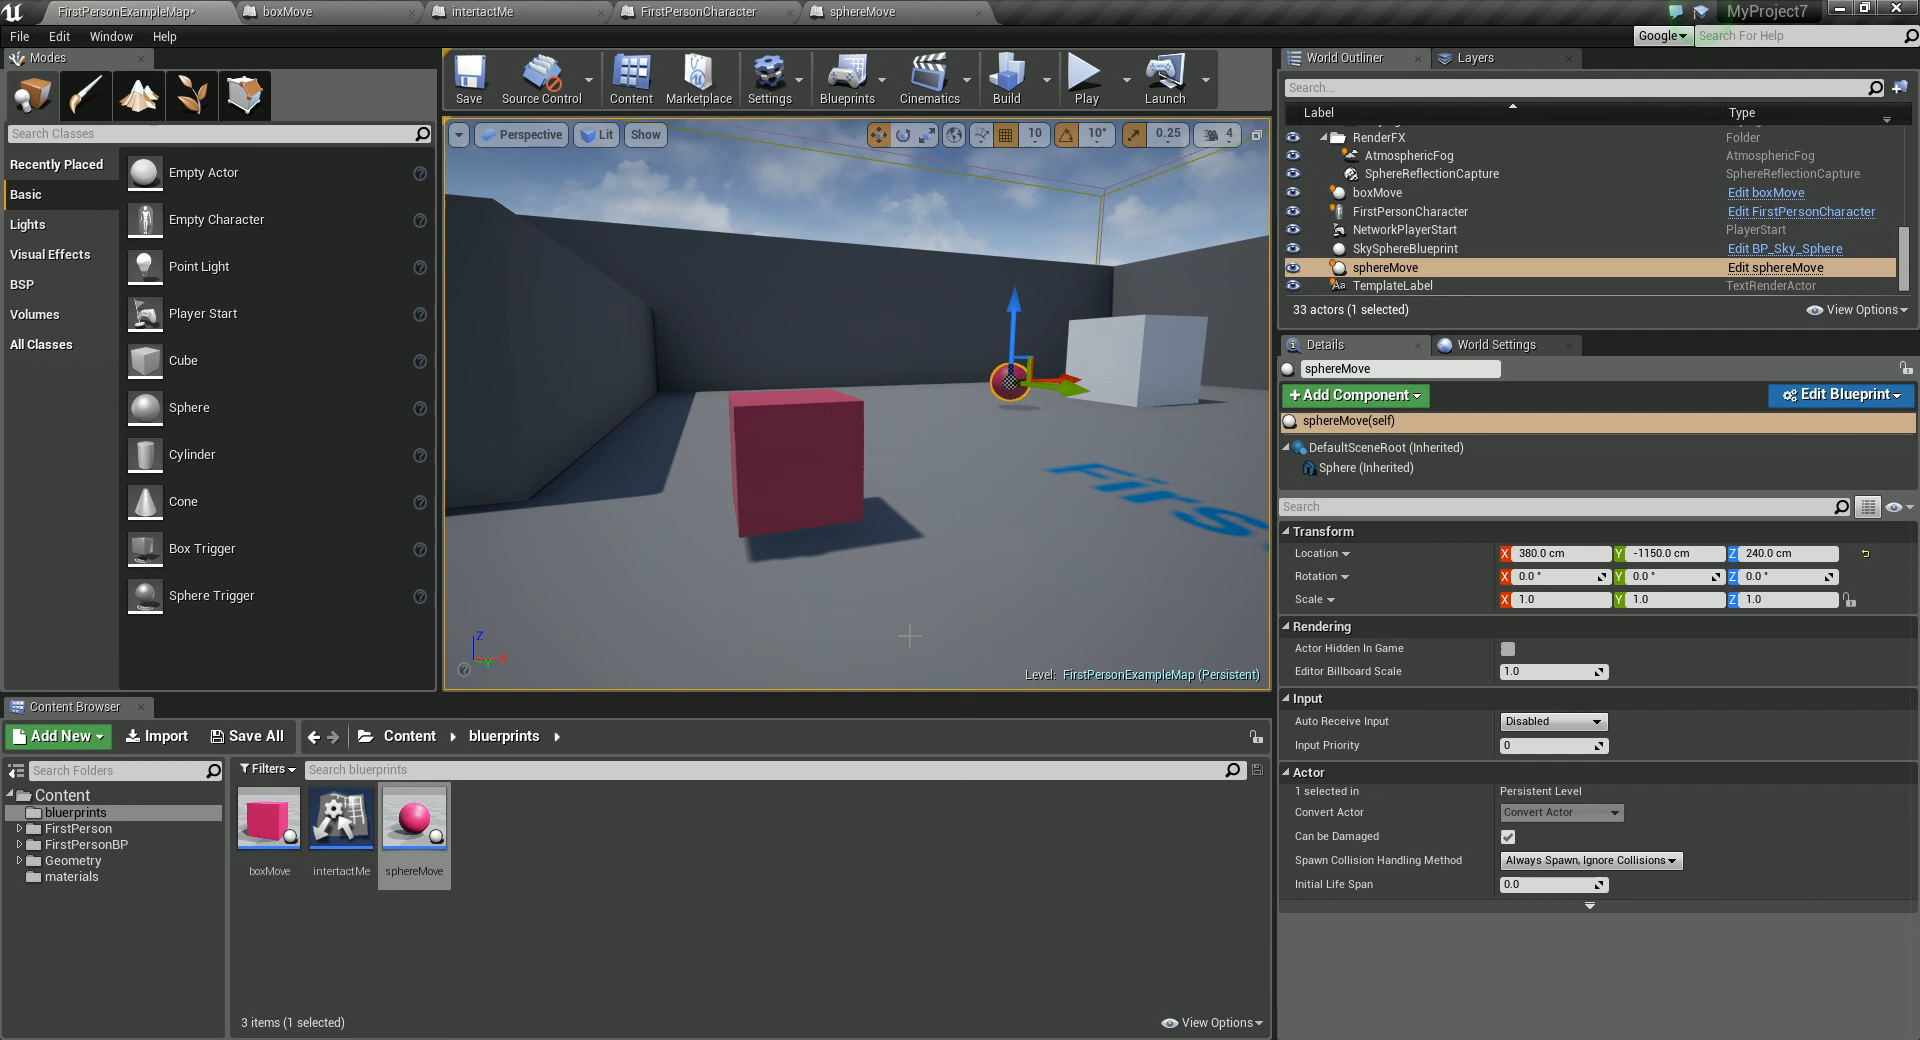 FirstPersonExampleMap*
boxMove
intertactMe
FirstPersonCharacter
sphereMove
MyProject7
File Edit Window Help
Google
Search For Help
Modes
Search Classes
Recently Placed
Basic
Lights
Visual Effects
BSP
Volumes
All Classes
Empty Actor
Empty Character
Point Light
Player Start
Cube
Sphere
Cylinder
Cone
Box Trigger
Sphere Trigger
Save
Source Control
Content
Marketplace
Settings
Blueprints
Cinematics
Build
Play
Launch
Perspective
Lit
Show
10
10°
0.25
4
Firs
Z
Y
X
Level: FirstPersonExampleMap (Persistent)
World Outliner
Layers
Search...
Label Type
RenderFX Folder
AtmosphericFog AtmosphericFog
SphereReflectionCapture SphereReflectionCapture
boxMove Edit boxMove
FirstPersonCharacter Edit FirstPersonCharacter
NetworkPlayerStart PlayerStart
SkySphereBlueprint Edit BP_Sky_Sphere
sphereMove Edit sphereMove
TemplateLabel TextRenderActor
33 actors (1 selected)
View Options
Details
World Settings
sphereMove
+Add Component
Edit Blueprint
sphereMove(self)
DefaultSceneRoot (Inherited)
Sphere (Inherited)
Search
Transform
Location X 380.0 cm Y -1150.0 cm Z 240.0 cm
Rotation X 0.0 ° Y 0.0 ° Z 0.0 °
Scale X 1.0 Y 1.0 Z 1.0
Rendering
Actor Hidden In Game
Editor Billboard Scale 1.0
Input
Auto Receive Input Disabled
Input Priority 0
Actor
1 selected in Persistent Level
Convert Actor Convert Actor
Can be Damaged
Spawn Collision Handling Method Always Spawn, Ignore Collisions
Initial Life Span 0.0
Content Browser
Add New
Import
Save All
Content
bluerprints
Search Folders
Filters
Search bluerprints
Content
bluerprints
FirstPerson
FirstPersonBP
Geometry
materials
boxMove
intertactMe
sphereMove
3 items (1 selected)
View Options